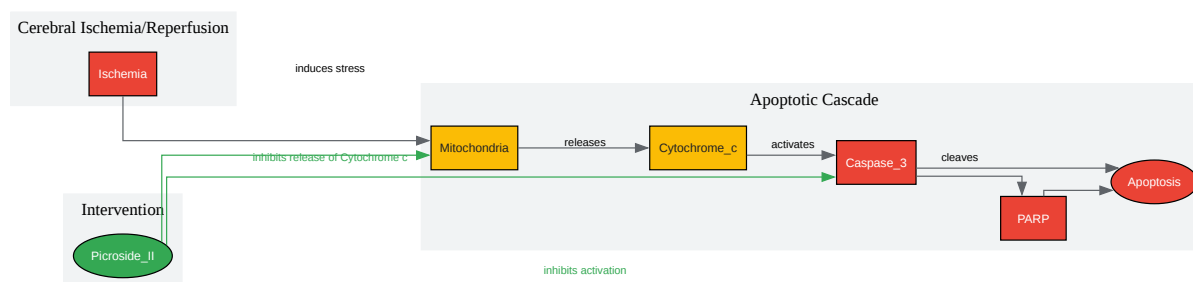 Cerebral Ischemia/Reperfusion
Ischemia
induces stress
Apoptotic Cascade
Mitochondria
releases
Cytochrome_c
activates
Caspase_3
cleaves
Apoptosis
inhibits release of Cytochrome c
PARP
Intervention
Picroside_II
inhibits activation